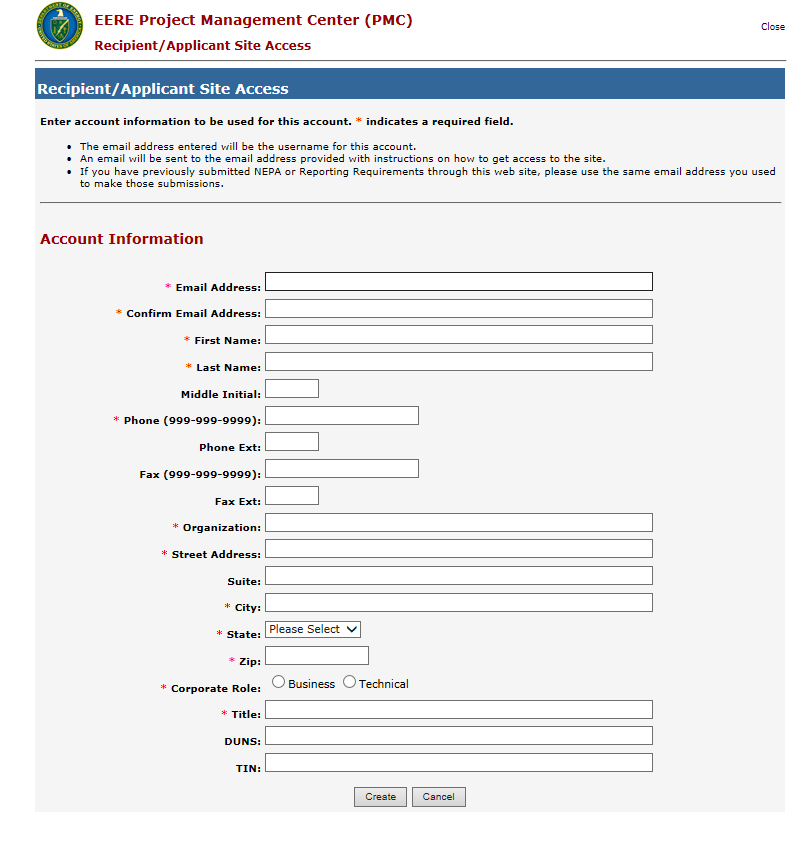 EERE Project Management Center (PMC)
Close
Recipient/Applicant Site Access
Recipient/Applicant Site Access
Enter account information to be used for this account. * indicates a required field.
• The email address entered will be the username for this account.
• An email will be sent to the email address provided with instructions on how to get access to the site.
• If you have previously submitted NEPA or Reporting Requirements through this web site, please use the same email address you used
to make those submissions.
Account Information
* Email Address:
* Confirm Email Address:
* First Name:
* Last Name:
Middle Initial:
* Phone (999-999-9999):
Phone Ext:
Fax (999-999-9999):
Fax Ext:
* Organization:
* Street Address:
Suite:
* City:
* State: Please Select
* Zip:
* Corporate Role: Business Technical
* Title:
DUNS:
TIN:
Create Cancel